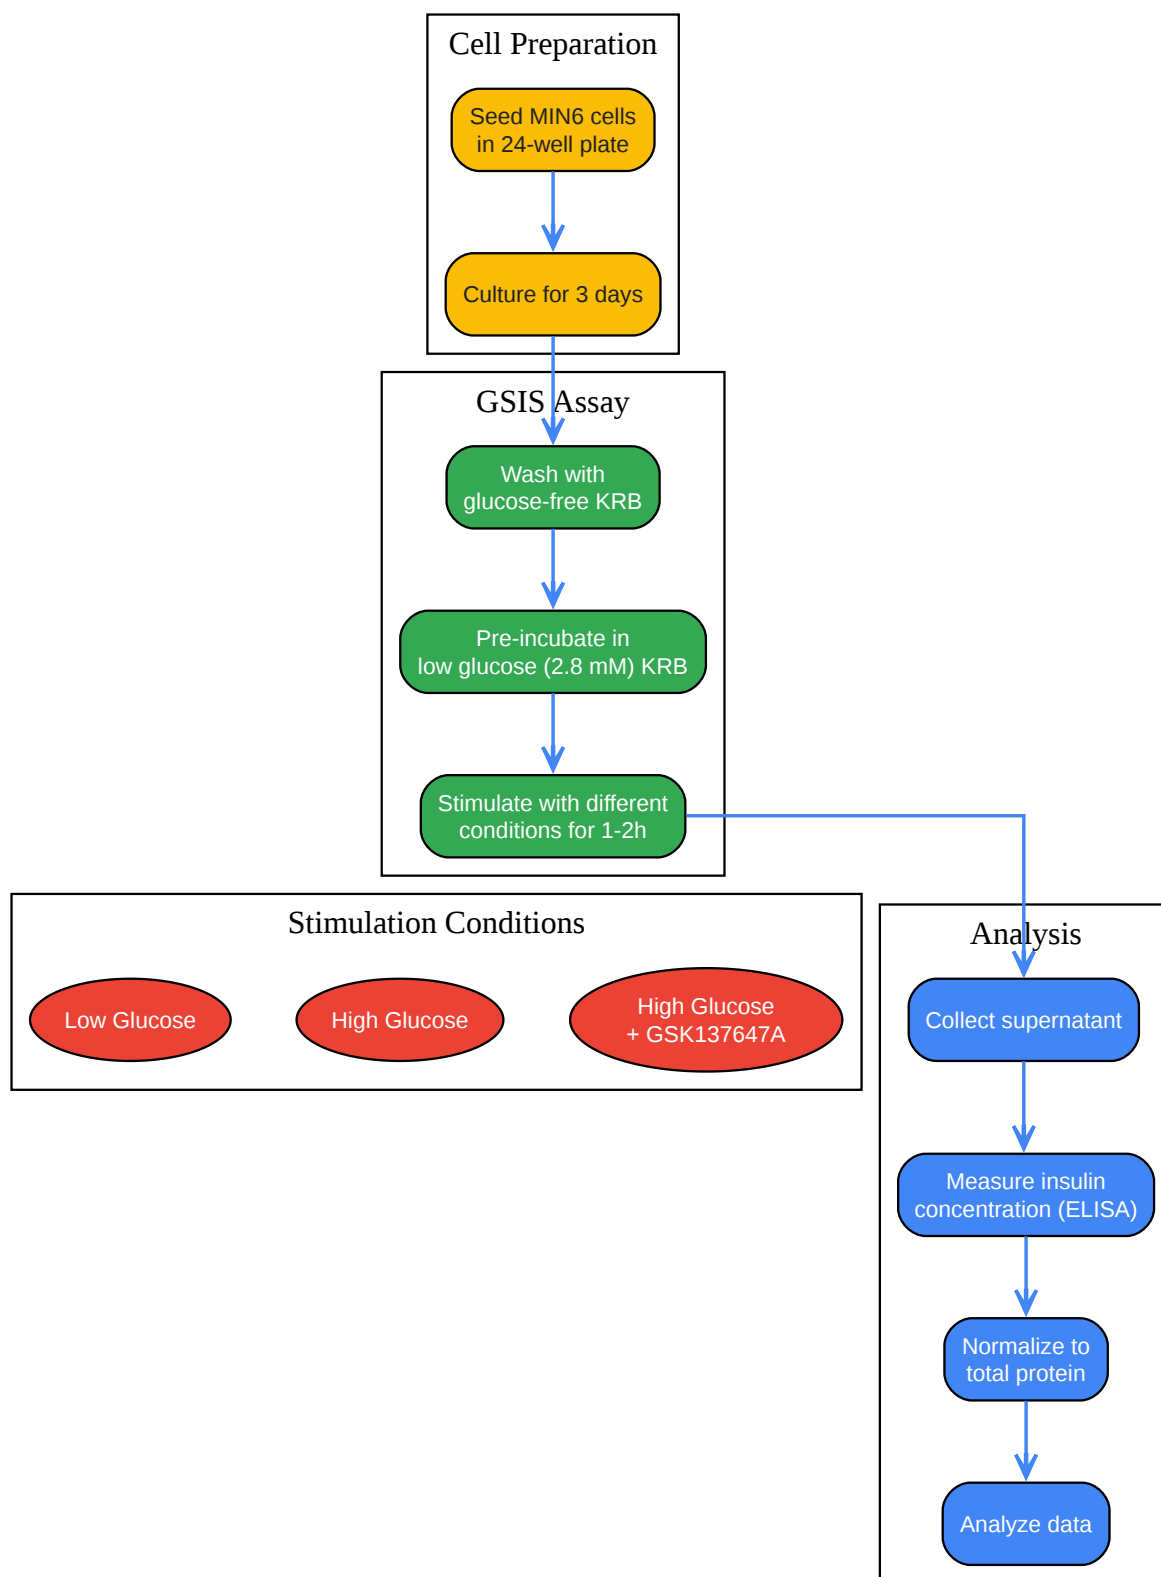 Cell Preparation
Seed MIN6 cells
in 24-well plate
Culture for 3 days
GSIS Assay
Wash with
glucose-free KRB
Pre-incubate in
low glucose (2.8 mM) KRB
Stimulate with different
conditions for 1-2h
Stimulation Conditions
Low Glucose
High Glucose
High Glucose
+ GSK137647A
Analysis
Collect supernatant
Measure insulin
concentration (ELISA)
Normalize to
total protein
Analyze data